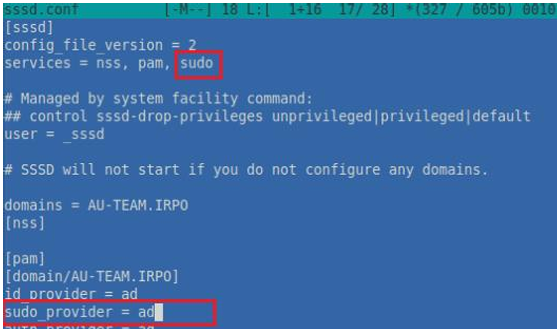 sssd.conf [-M--] 18 L:[ 1+16 17/ 28] *(327 / 605b) 0010
[sssd]
config_file_version = 2
services = nss, pam, sudo
# Managed by system facility command:
## control sssd-drop-privileges unprivileged|privileged|default
user = _sssd
# SSSD will not start if you do not configure any domains.
domains = AU-TEAM.IRPO
[nss]
[pam]
[domain/AU-TEAM.IRPO]
id_provider = ad
sudo_provider = ad
auth_provider = ad